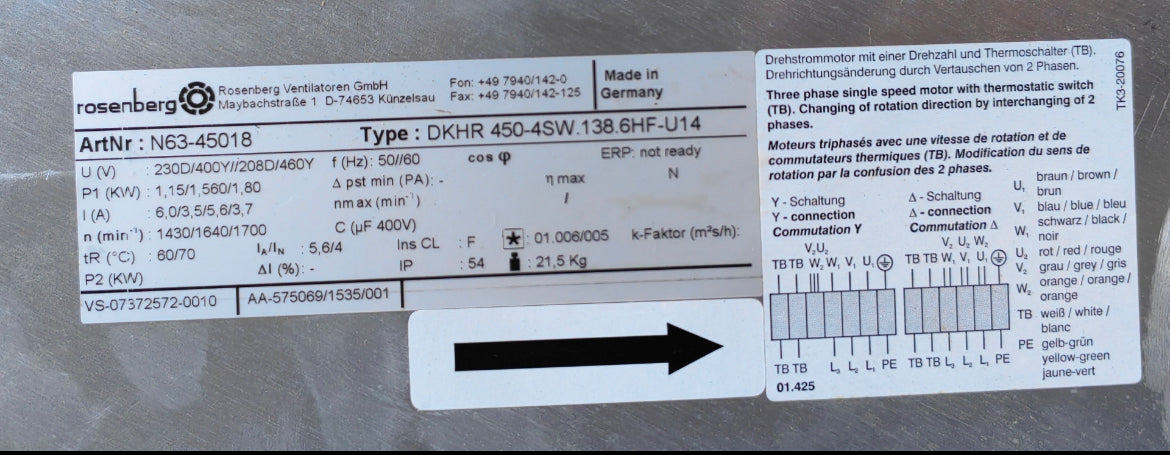 rosenberg
Rosenberg Ventilatoren GmbH
Maybachstraße 1 D-74653 Künzelsau
Fon: +49 7940/142-0
Fax: +49 7940/142-125
Made in
Germany
ArtNr : N63-45018 Type : DKHR 450-4SW.138.6HF-U14
U (V) : 230D/400Y//208D/460Y f (Hz): 50//60 cos φ ERP: not ready
P1 (KW) : 1,15/1,560/1,80 Δ pst min (PA): - η max N
I (A) : 6,0/3,5/5,6/3,7 nmax (min⁻¹) /
n (min⁻¹) : 1430/1640/1700 C (µF 400V)
tR (°C) : 60/70 I_A/I_N : 5,6/4 Ins CL : F ★ : 01.006/005 k-Faktor (m²s/h):
P2 (KW) ΔI (%): - IP : 54 : 21,5 Kg
VS-07372572-0010 AA-575069/1535/001
Drehstrommotor mit einer Drehzahl und Thermoschalter (TB).
Drehrichtungsänderung durch Vertauschen von 2 Phasen.
Three phase single speed motor with thermostatic switch
(TB). Changing of rotation direction by interchanging of 2
phases.
Moteurs triphasés avec une vitesse de rotation et de
commutateurs thermiques (TB). Modification du sens de
rotation par la confusion des 2 phases.
TK3-20076
Y - Schaltung
Y - connection
Commutation Y
Δ - Schaltung
Δ - connection
Commutation Δ
V₂U₂
TB TB W₂ W₁ V₁ U₁
V₂ U₂ W₂
TB TB W₁ V₁ U₁
TB TB L₃ L₂ L₁ PE
TB TB L₃ L₂ L₁ PE
01.425
U₁ braun / brown /
brun
V₁ blau / blue / bleu
W₁ schwarz / black /
noir
U₂ rot / red / rouge
V₂ grau / grey / gris
W₂ orange / orange /
orange
TB weiß / white /
blanc
PE gelb-grün
yellow-green
jaune-vert